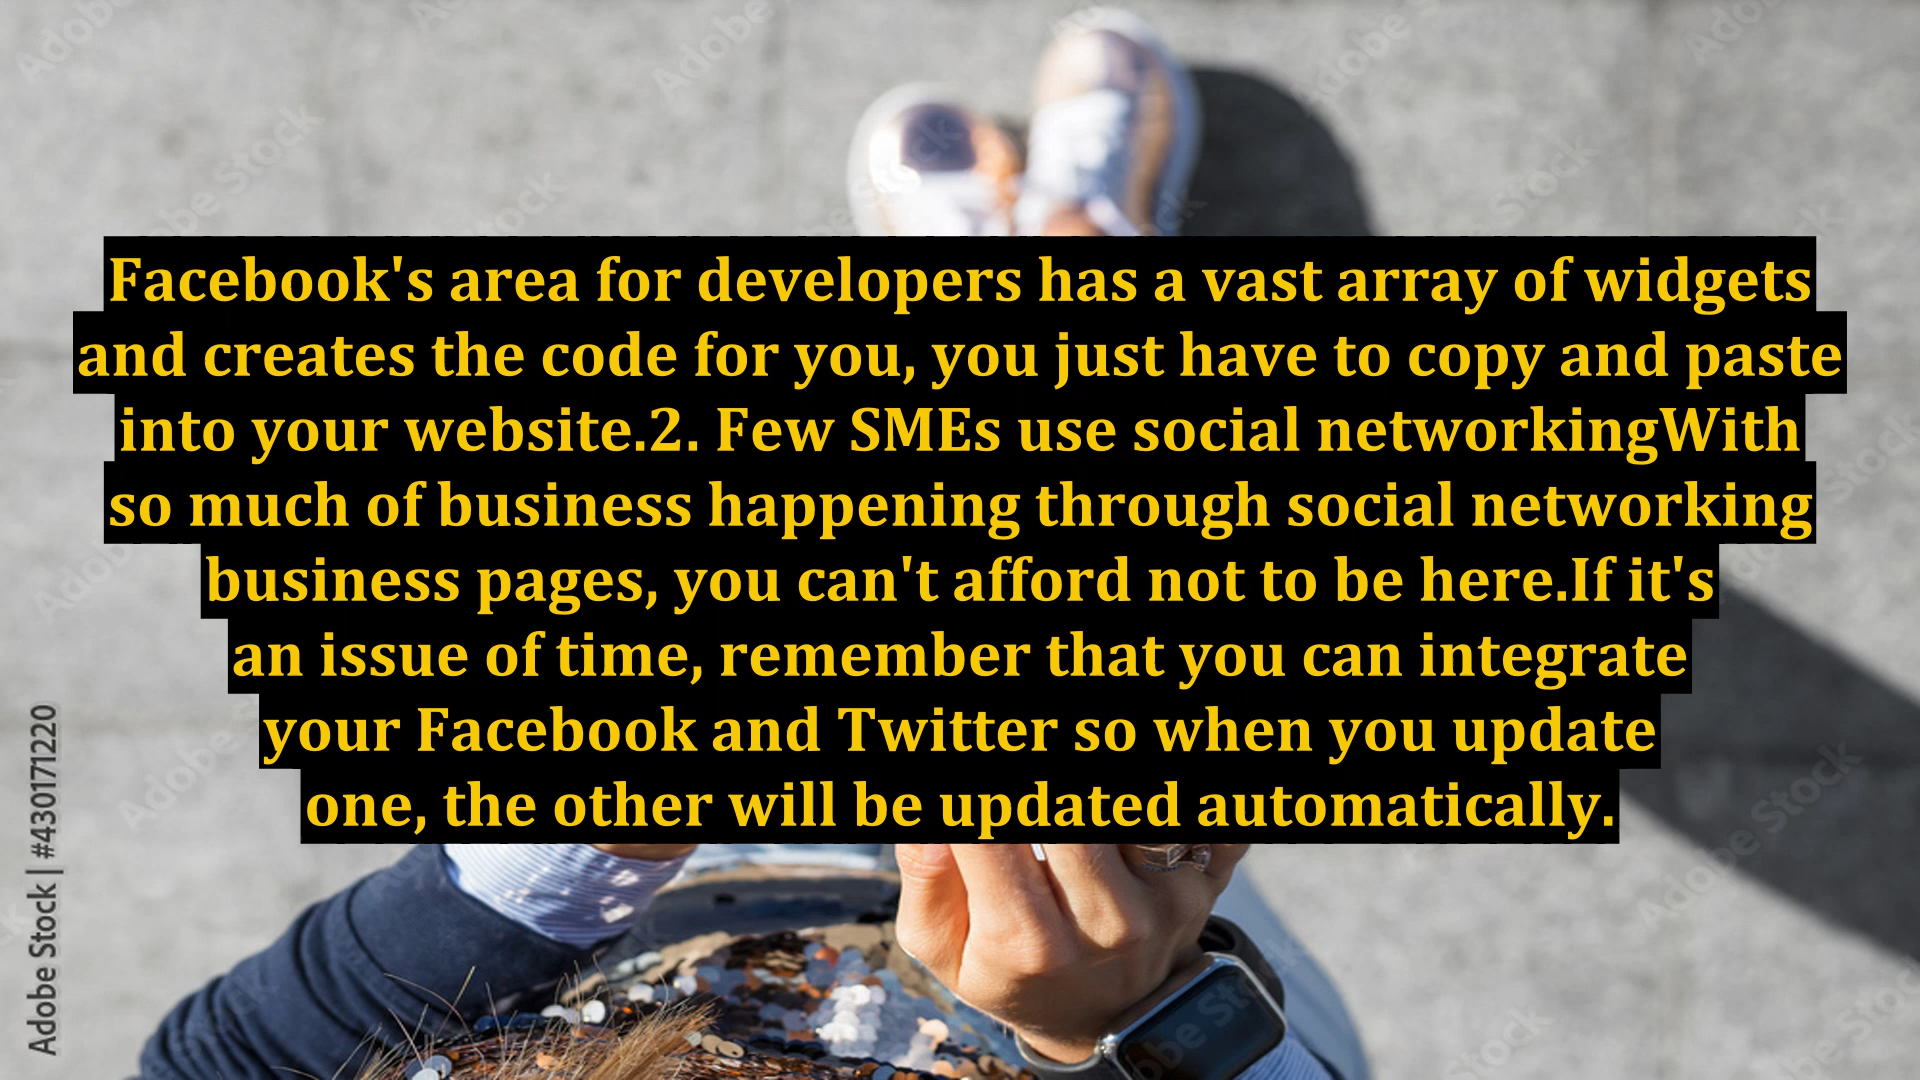 Facebook's area for developers has a vast array of widgets
and creates the code for you, you just have to copy and paste
into your website.2. Few SMEs use social networkingWith
so much of business happening through social networking
business pages, you can't afford not to be here.If it's
an issue of time, remember that you can integrate
your Facebook and Twitter so when you update
one, the other will be updated automatically.
Adobe Stock | #430171220